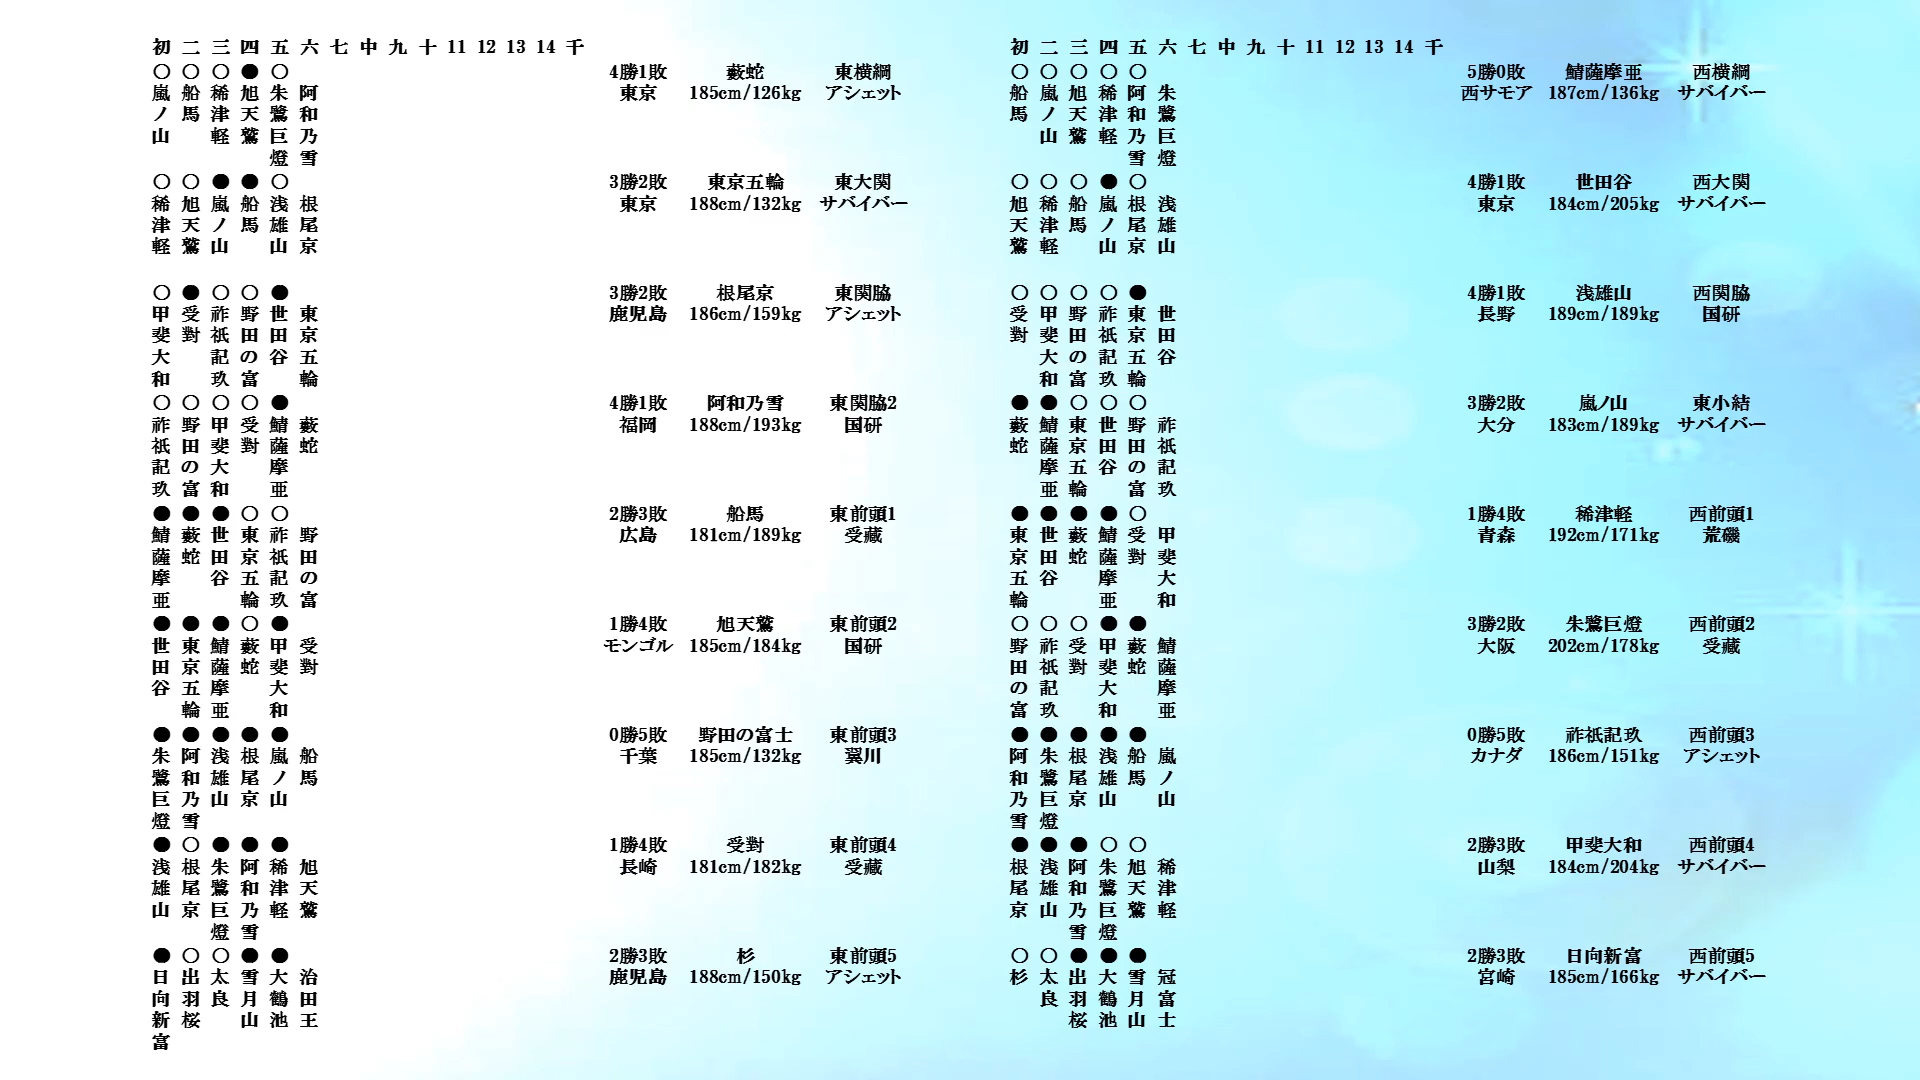 初 二 三 四 五 六 七 中 九 十 11 12 13 14 千
○ ○ ○ ● ○
嵐ノ山 船馬 稀津軽 旭天鷲 朱鷺巨燈 阿和乃雪
4勝1敗 藪蛇 東横綱
東京 185cm/126kg アシェット
○ ○ ● ● ○
稀津軽 旭天鷲 嵐ノ山 船馬 浅雄山 根尾京
3勝2敗 東京五輪 東大関
東京 188cm/132kg サバイバー
○ ● ○ ○ ●
甲斐大和 受對 祚祇記玖 野田の富 世田谷 東京五輪
3勝2敗 根尾京 東関脇
鹿児島 186cm/159kg アシェット
○ ○ ○ ○ ●
祚祇記玖 野田の富 甲斐大和 受對 鯖薩摩亜 藪蛇
4勝1敗 阿和乃雪 東関脇2
福岡 188cm/193kg 国研
● ● ● ○ ○
鯖薩摩亜 藪蛇 世田谷 東京五輪 祚祇記玖 野田の富
2勝3敗 船馬 東前頭1
広島 181cm/189kg 受蔵
● ● ● ○ ●
世田谷 東京五輪 鯖薩摩亜 藪蛇 甲斐大和 受對
1勝4敗 旭天鷲 東前頭2
モンゴル 185cm/184kg 国研
● ● ● ● ●
朱鷺巨燈 阿和乃雪 浅雄山 根尾京 嵐ノ山 船馬
0勝5敗 野田の富士 東前頭3
千葉 185cm/132kg 翼川
● ○ ● ● ●
浅雄山 根尾京 朱鷺巨燈 阿和乃雪 稀津軽 旭天鷲
1勝4敗 受對 東前頭4
長崎 181cm/182kg 受蔵
● ○ ○ ● ●
日向新富 出羽桜 太良 雪月山 大鶴池 治田王
2勝3敗 杉 東前頭5
鹿児島 188cm/150kg アシェット
初 二 三 四 五 六 七 中 九 十 11 12 13 14 千
○ ○ ○ ○ ○
船馬 嵐ノ山 旭天鷲 稀津軽 阿和乃雪 朱鷺巨燈
5勝0敗 鯖薩摩亜 西横綱
西サモア 187cm/136kg サバイバー
○ ○ ○ ● ○
旭天鷲 稀津軽 船馬 嵐ノ山 根尾京 浅雄山
4勝1敗 世田谷 西大関
東京 184cm/205kg サバイバー
○ ○ ○ ○ ●
受對 甲斐大和 野田の富 祚祇記玖 東京五輪 世田谷
4勝1敗 浅雄山 西関脇
長野 189cm/189kg 国研
● ● ○ ○ ○
藪蛇 鯖薩摩亜 東京五輪 世田谷 野田の富 祚祇記玖
3勝2敗 嵐ノ山 東小結
大分 183cm/189kg サバイバー
● ● ● ● ○
東京五輪 世田谷 藪蛇 鯖薩摩亜 受對 甲斐大和
1勝4敗 稀津軽 西前頭1
青森 192cm/171kg 荒磯
○ ○ ○ ● ●
野田の富 祚祇記玖 受對 甲斐大和 藪蛇 鯖薩摩亜
3勝2敗 朱鷺巨燈 西前頭2
大阪 202cm/178kg 受蔵
● ● ● ● ●
阿和乃雪 朱鷺巨燈 根尾京 浅雄山 船馬 嵐ノ山
0勝5敗 祚祇記玖 西前頭3
カナダ 186cm/151kg アシェット
● ● ● ○ ○
根尾京 浅雄山 阿和乃雪 朱鷺巨燈 旭天鷲 稀津軽
2勝3敗 甲斐大和 西前頭4
山梨 184cm/204kg サバイバー
○ ○ ● ● ●
杉 太良 出羽桜 大鶴池 雪月山 冠富士
2勝3敗 日向新富 西前頭5
宮崎 185cm/166kg サバイバー